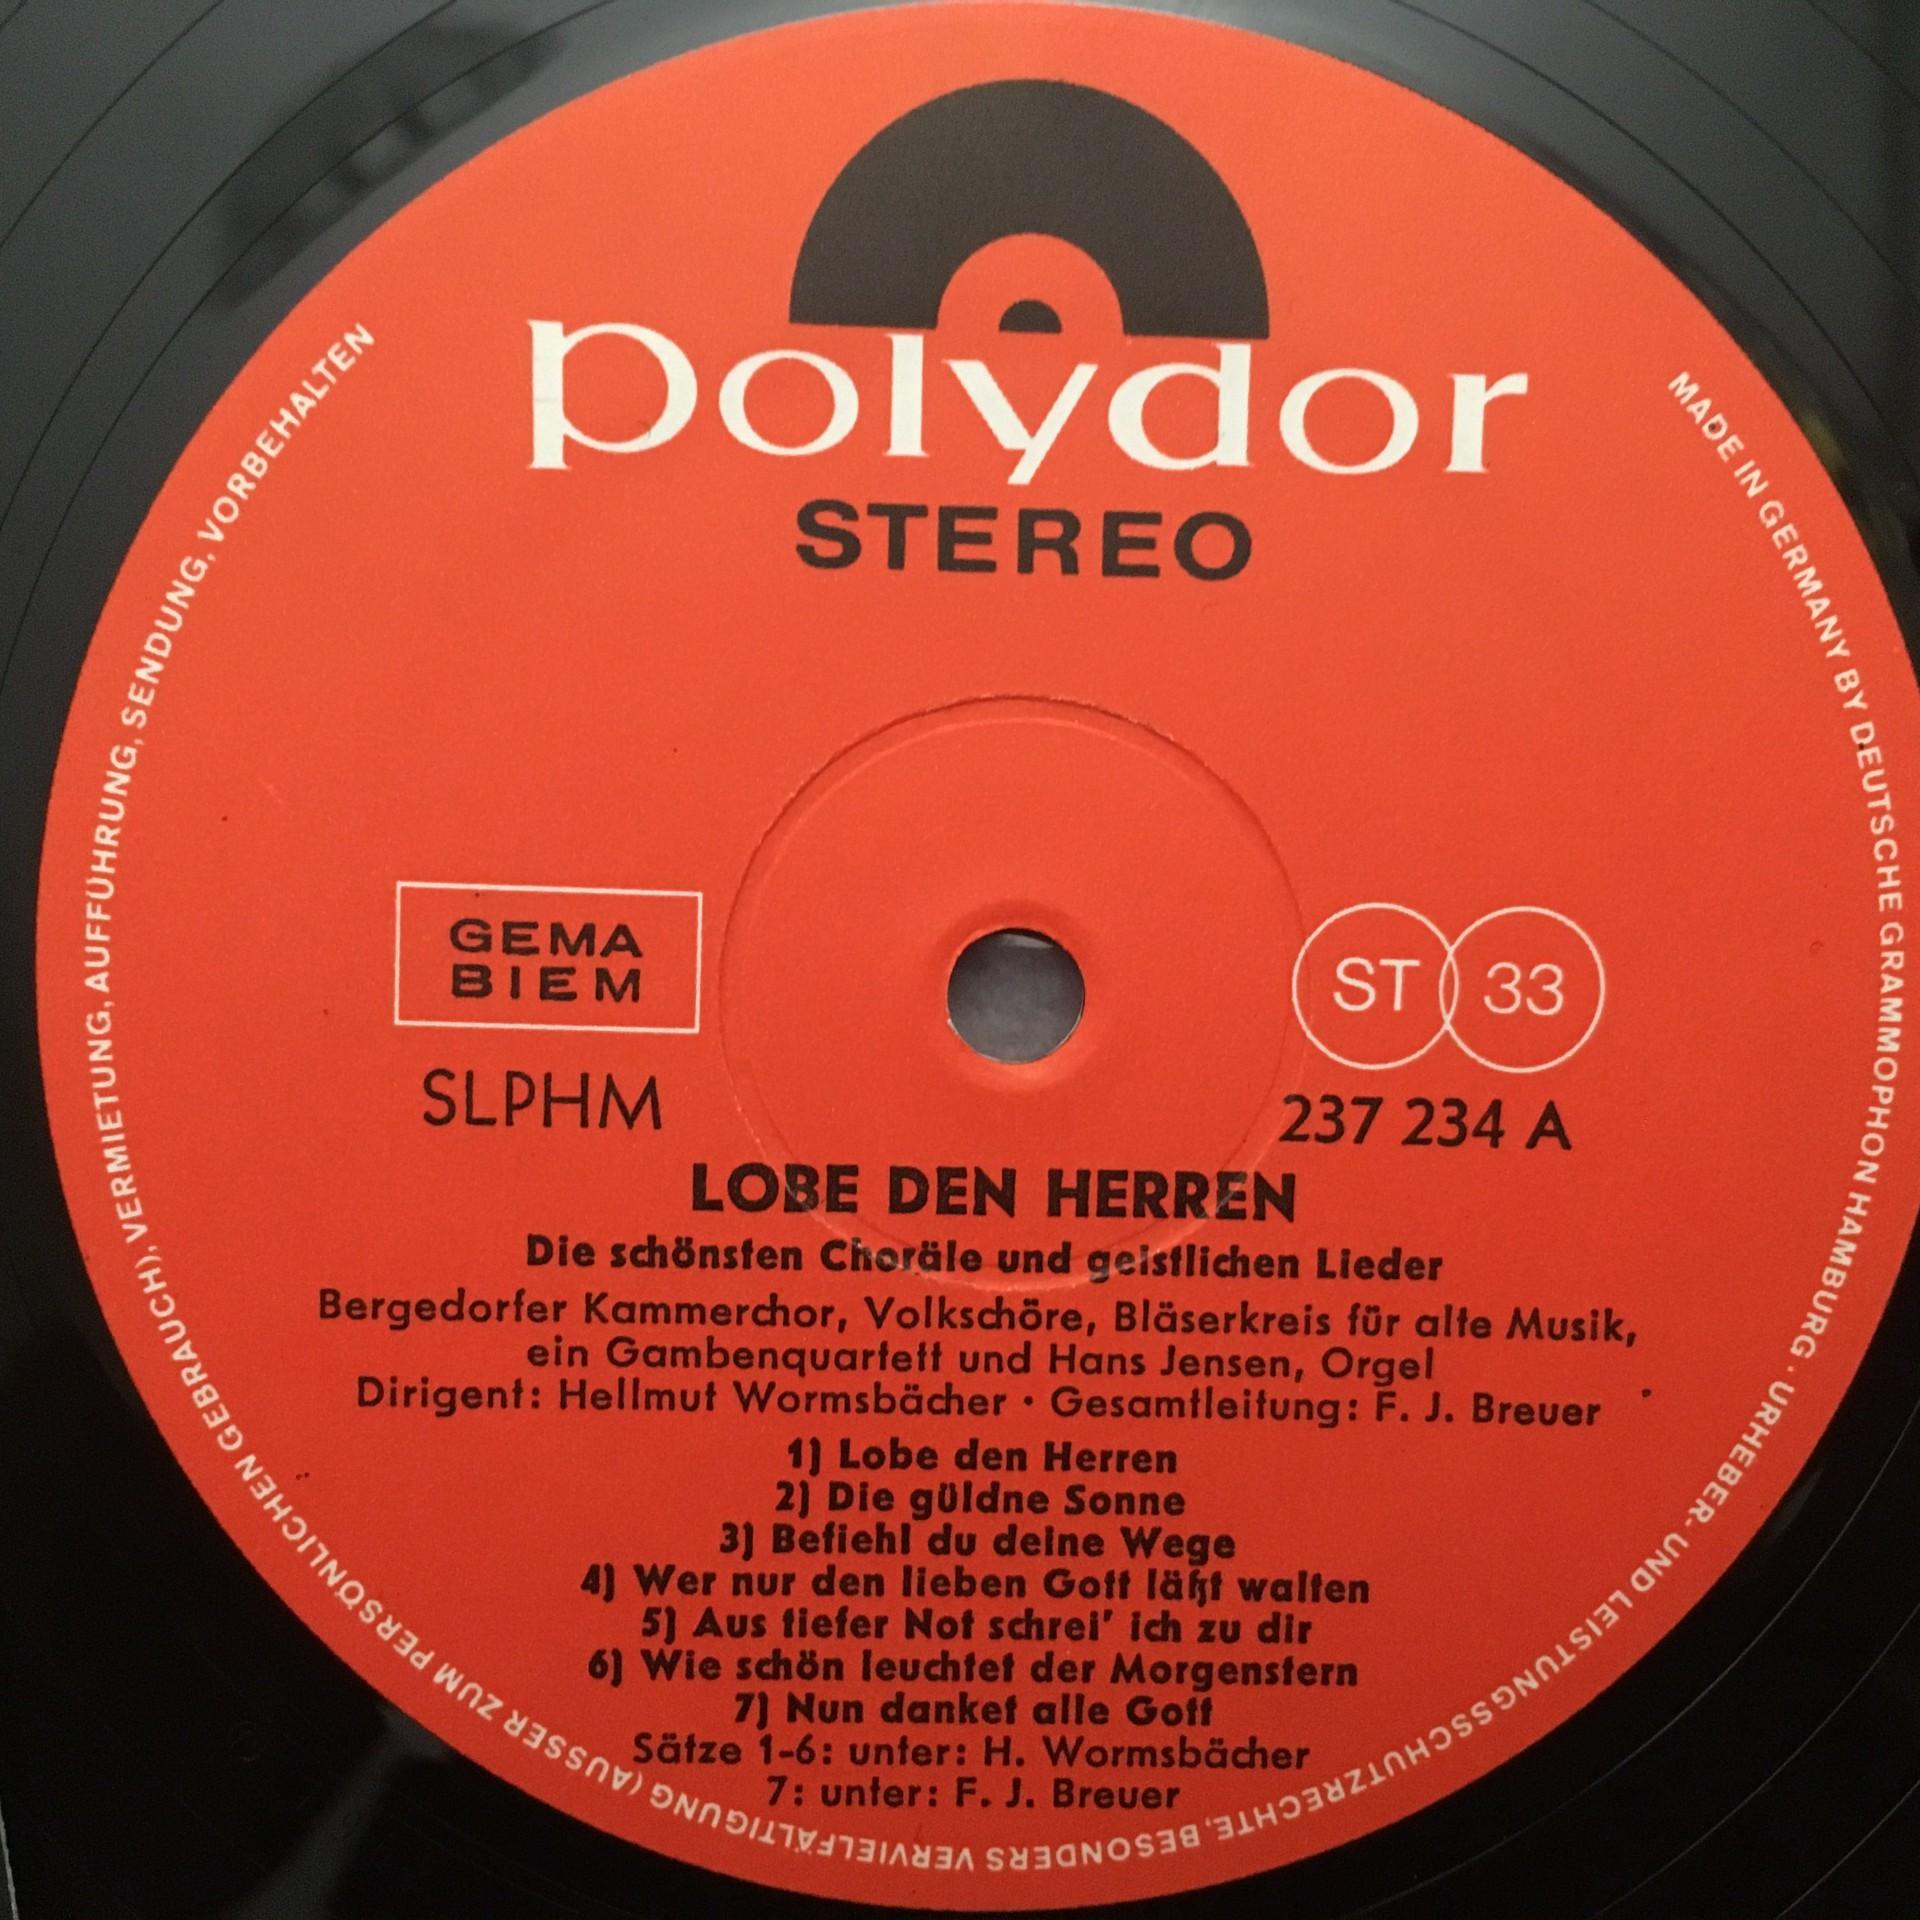 polydor
STEREO
GEMA
BIEM
ST 33
SLPHM
237 234 A
LOBE DEN HERREN
Die schönsten Choräle und geistlichen Lieder
Bergedorfer Kammerchor, Volkschöre, Bläserkreis für alte Musik,
ein Gambenquartett und Hans Jensen, Orgel
Dirigent: Hellmut Wormsbächer · Gesamtleitung: F. J. Breuer
1) Lobe den Herren
2) Die güldne Sonne
3) Befiehl du deine Wege
4) Wer nur den lieben Gott läßt walten
5) Aus tiefer Not schrei' ich zu dir
6) Wie schön leuchtet der Morgenstern
7) Nun danket alle Gott
Sätze 1-6: unter: H. Wormsbächer
7: unter: F. J. Breuer
MADE IN GERMANY BY DEUTSCHE GRAMMOPHON HAMBURG · URHEBER- UND LEISTUNGSSCHUTZRECHTE, BESONDERS VERVIELFÄLTIGUNG (AUSSER ZUM PERSÖNLICHEN GEBRAUCH), VERMIETUNG, AUFFÜHRUNG, SENDUNG, VORBEHALTEN